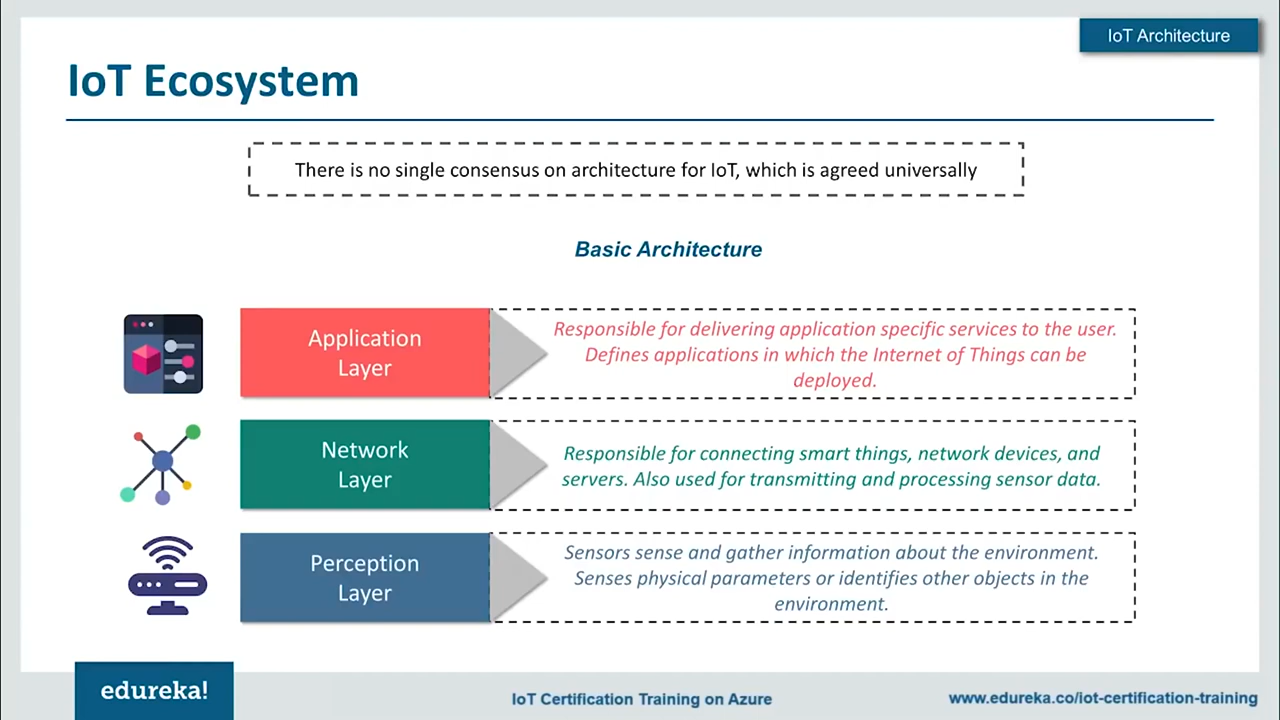 IoT Architecture
IoT Ecosystem
There is no single consensus on architecture for IoT, which is agreed universally
Basic Architecture
Application
Layer
Responsible for delivering application specific services to the user.
Defines applications in which the Internet of Things can be
deployed.
Network
Layer
Responsible for connecting smart things, network devices, and
servers. Also used for transmitting and processing sensor data.
Perception
Layer
Sensors sense and gather information about the environment.
Senses physical parameters or identifies other objects in the
environment.
edureka!
IoT Certification Training on Azure
www.edureka.co/iot-certification-training